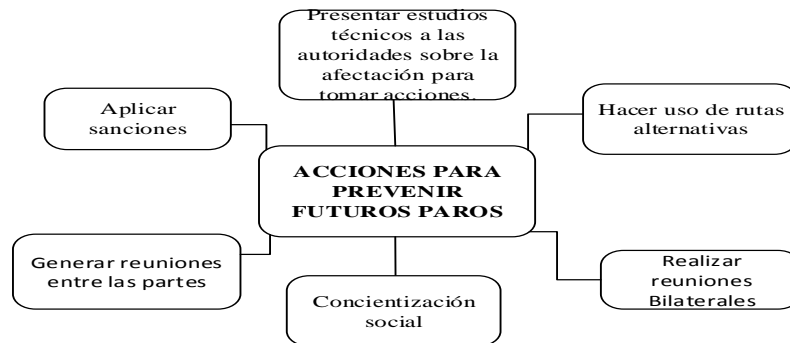 Presentar estudios
técnicos a las
autoridades sobre la
afectación para
tomar acciones.
Aplicar
sanciones
Hacer uso de rutas
alternativas
ACCIONES PARA
PREVENIR
FUTUROS PAROS
Generar reuniones
entre las partes
Concientización
social
Realizar
reuniones
Bilaterales